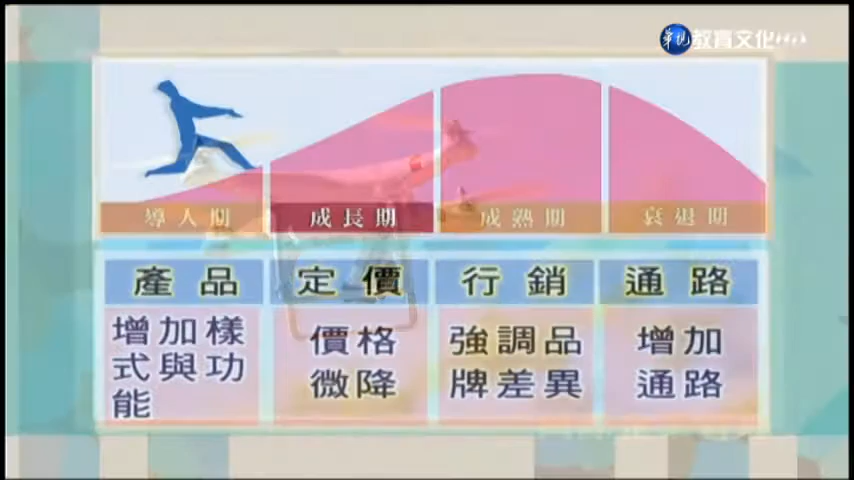 華視教育文化
導入期 成長期 成熟期 衰退期
產品 定價 行銷 通路
增加樣
式與功
能
價格
微降
強調品
牌差異
增加
通路